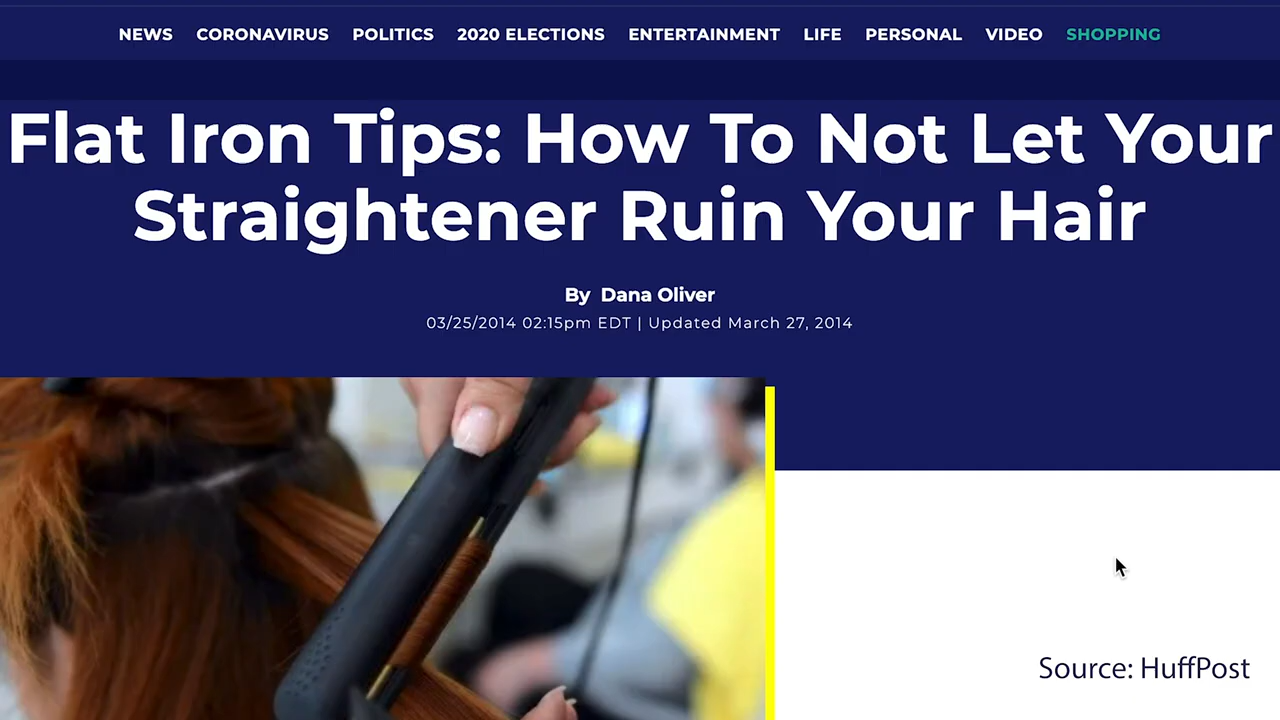 NEWS CORONAVIRUS POLITICS 2020 ELECTIONS ENTERTAINMENT LIFE PERSONAL VIDEO SHOPPING
Flat Iron Tips: How To Not Let Your
Straightener Ruin Your Hair
By Dana Oliver
03/25/2014 02:15pm EDT | Updated March 27, 2014
Source: HuffPost